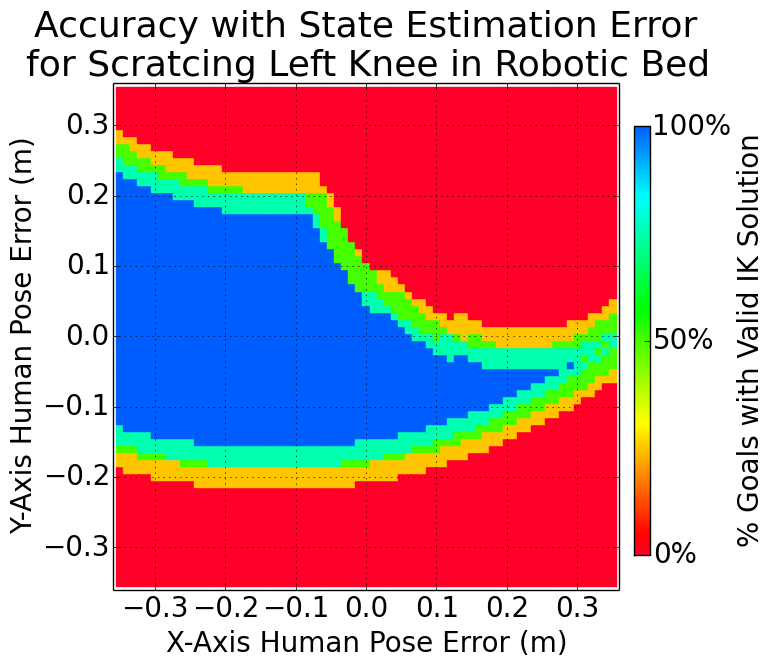 Accuracy with State Estimation Error
for Scratcing Left Knee in Robotic Bed
Y-Axis Human Pose Error (m)
0.3
0.2
0.1
0.0
−0.1
−0.2
−0.3
−0.3 −0.2 −0.1 0.0 0.1 0.2 0.3
X-Axis Human Pose Error (m)
100%
50%
0%
% Goals with Valid IK Solution